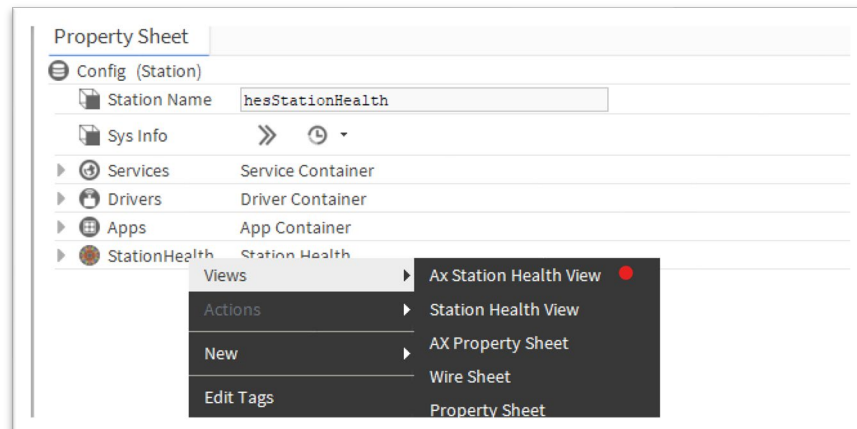 Property Sheet
Config (Station)
Station Name hesStationHealth
Sys Info
Services Service Container
Drivers Driver Container
Apps App Container
StationHealth Station Health
Views
Actions
New
Edit Tags
Ax Station Health View
Station Health View
AX Property Sheet
Wire Sheet
Property Sheet